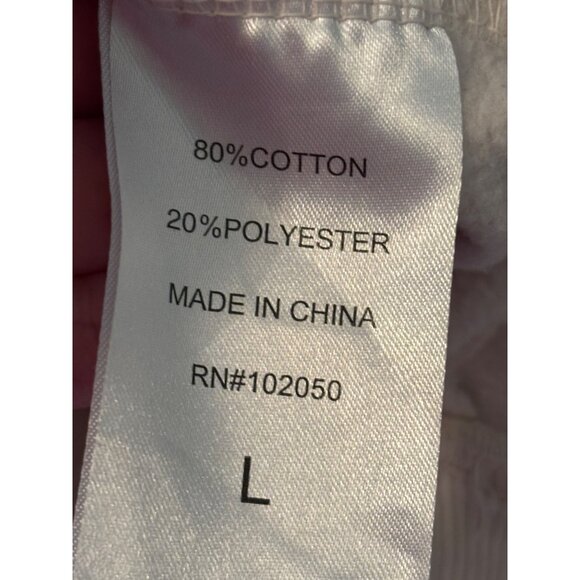 80%COTTON
20%POLYESTER
MADE IN CHINA
RN#102050
L